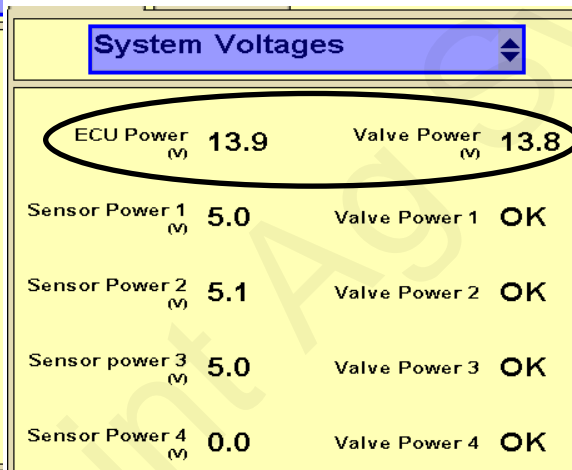 System Voltages
ECU Power (V) 13.9 Valve Power (V) 13.8
Sensor Power 1 (V) 5.0 Valve Power 1 OK
Sensor Power 2 (V) 5.1 Valve Power 2 OK
Sensor power 3 (V) 5.0 Valve Power 3 OK
Sensor Power 4 (V) 0.0 Valve Power 4 OK